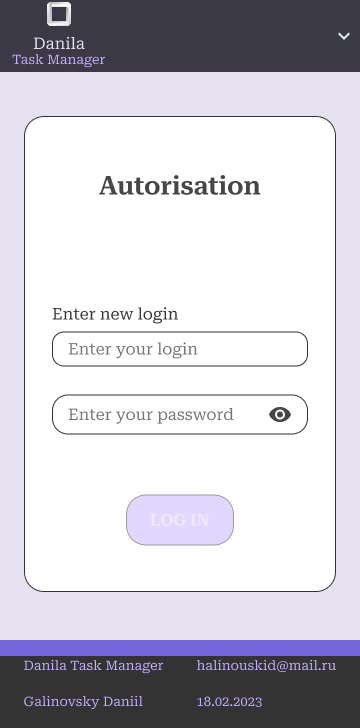 Danila
Task Manager
Autorisation
Enter new login
Enter your login
Enter your password
LOG IN
Danila Task Manager
halinouskid@mail.ru
Galinovsky Daniil
18.02.2023